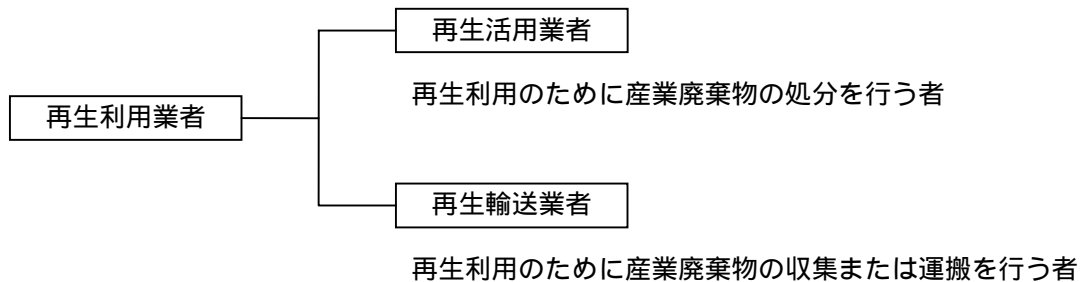 再生活用業者
再生利用のために産業廃棄物の処分を行う者
再生利用業者
再生輸送業者
再生利用のために産業廃棄物の収集または運搬を行う者